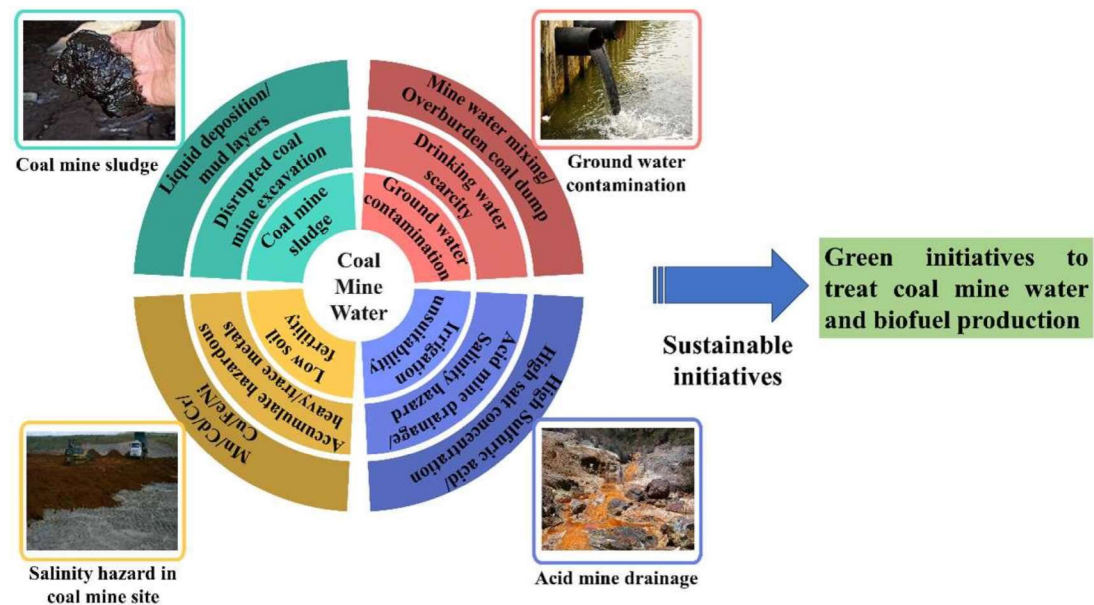 Coal mine sludge
Liquid deposition/
mud layers
Disrupted coal
mine excavation
Coal mine
sludge
Mine water mixing/
Overburden coal dump
Drinking water
scarcity
Ground water
contamination
Ground water
contamination
Coal
Mine
Water
Low soil
fertility
Accumulate hazardous
heavy/trace metals
Mn/Cd/Cr/
Cu/Fe/Ni
Irrigation
unsuitability
Acid mine drainage/
Salinity hazard
High Sulfuric acid/
High salt concentration
Salinity hazard in
coal mine site
Acid mine drainage
Sustainable
initiatives
Green initiatives to
treat coal mine water
and biofuel production